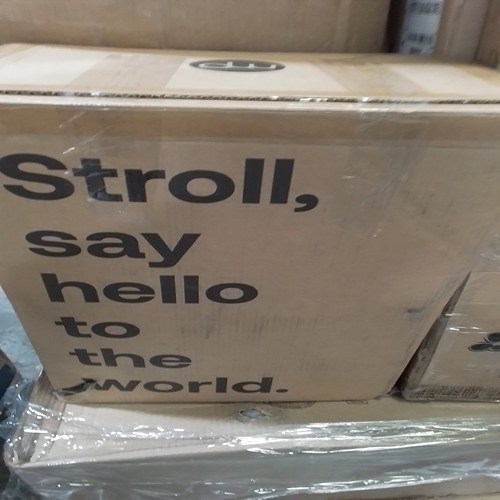 Stroll,
say
hello
to
the
world.